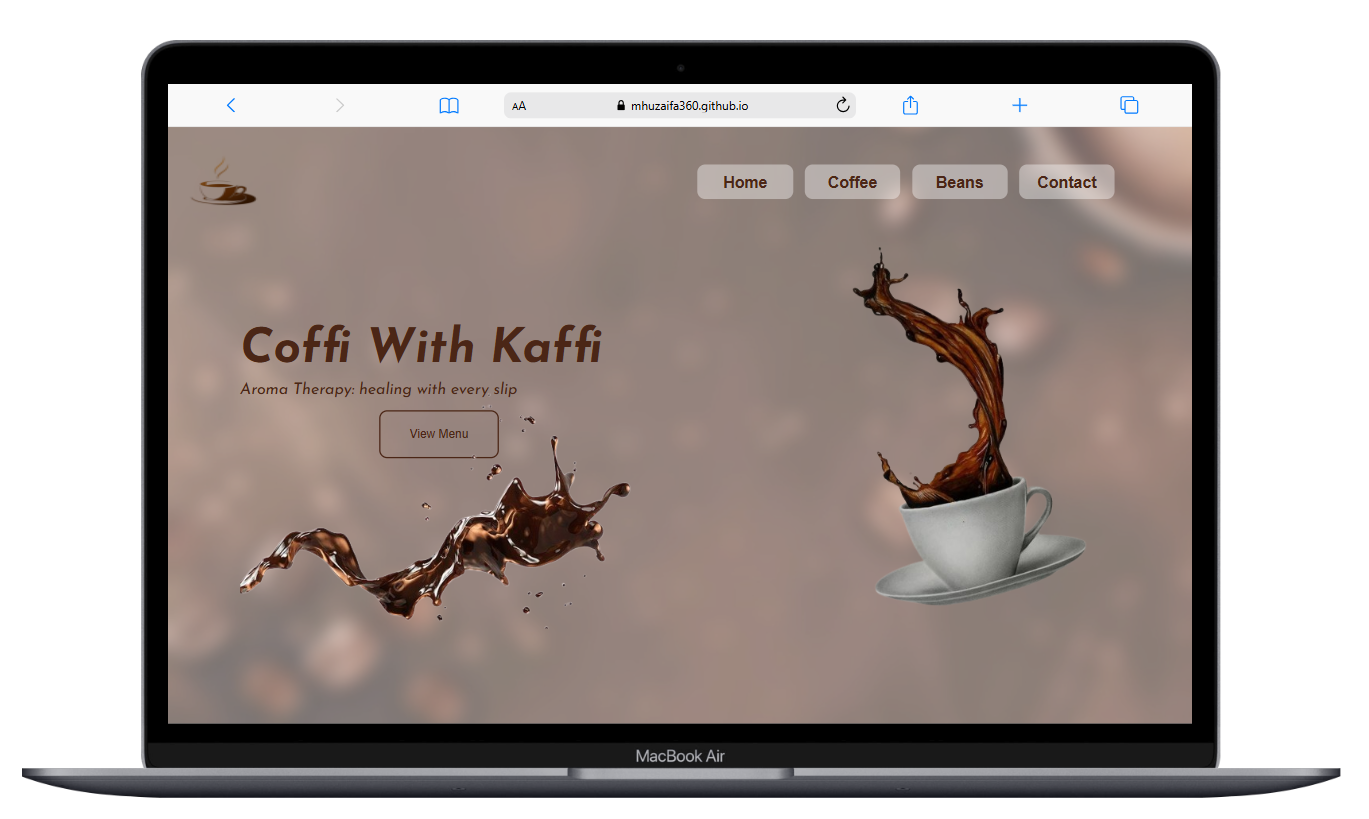 AA mhuzaifa360.github.io
Home Coffee Beans Contact
Coffi With Kaffi
Aroma Therapy: healing with every slip
View Menu
MacBook Air